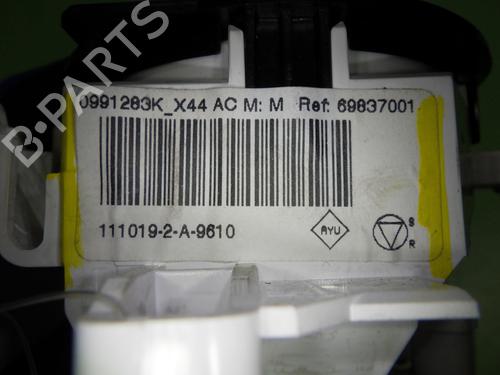 0991283K_X44 AC M: M Ref: 69837001
111019-2-A-9610
AYU
S
R
B-PARTS